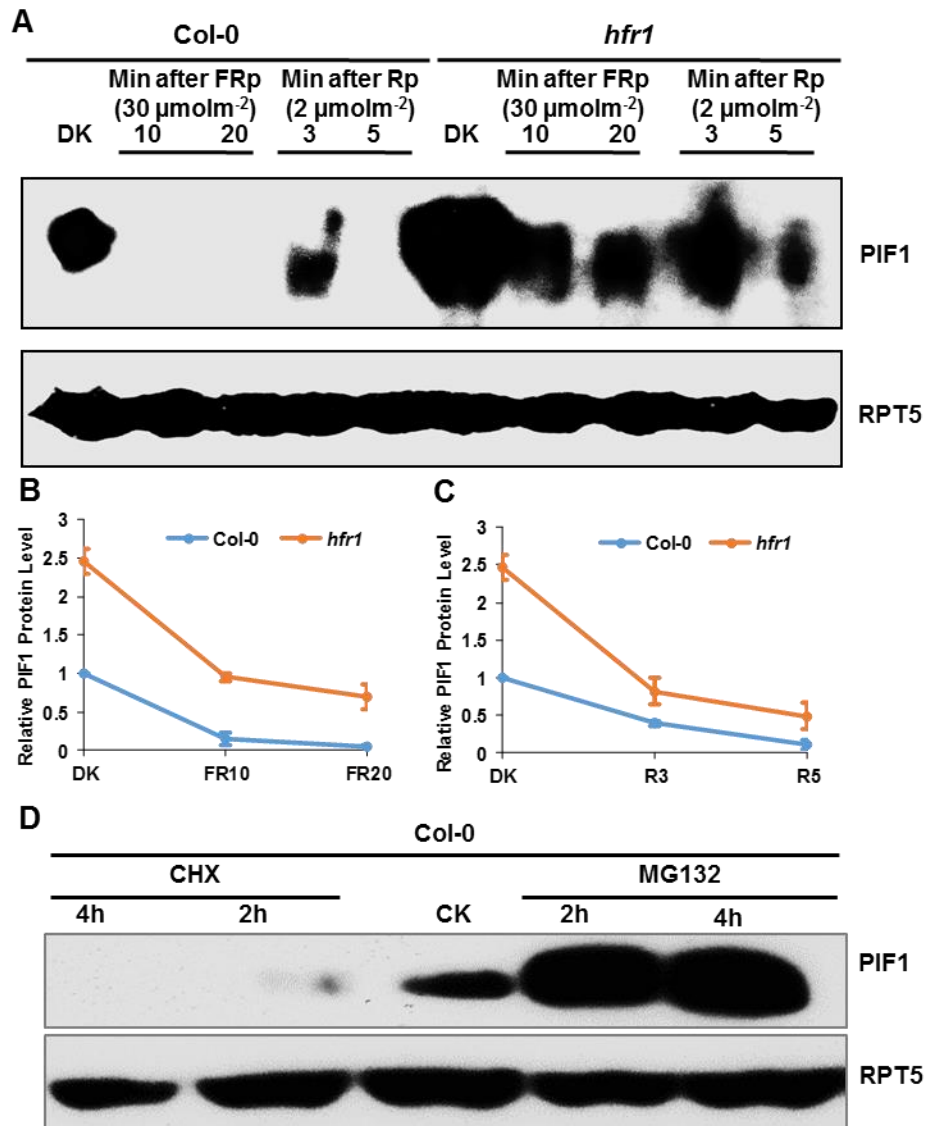 A
Col-0 hfr1
Min after FRp Min after Rp Min after FRp Min after Rp
(30 µmolm-2) (2 µmolm-2) (30 µmolm-2) (2 µmolm-2)
DK 10 20 3 5 DK 10 20 3 5
PIF1
RPT5
B
Relative PIF1 Protein Level
3
2.5
2
1.5
1
0.5
0
Col-0 hfr1
DK FR10 FR20
C
Relative PIF1 Protein Level
3
2.5
2
1.5
1
0.5
0
Col-0 hfr1
DK R3 R5
D
Col-0
CHX MG132
4h 2h CK 2h 4h
PIF1
RPT5